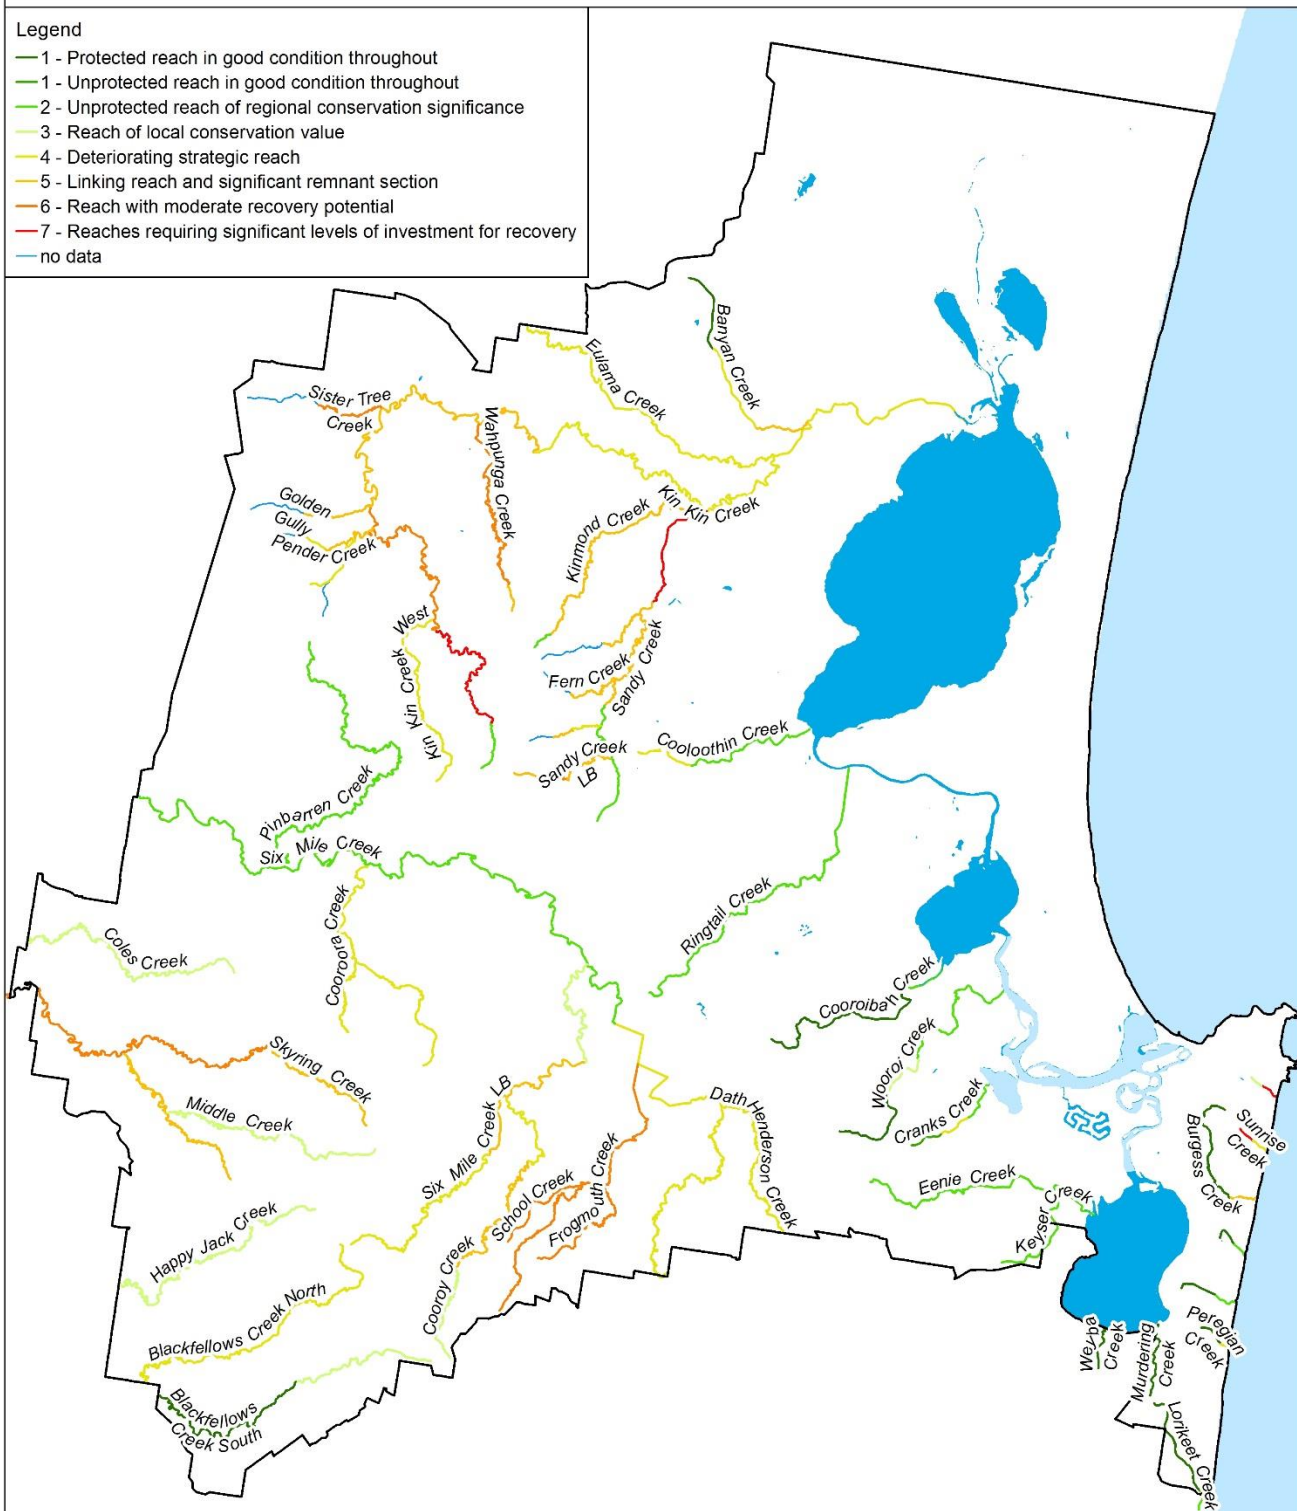 Legend
1 - Protected reach in good condition throughout
1 - Unprotected reach in good condition throughout
2 - Unprotected reach of regional conservation significance
3 - Reach of local conservation value
4 - Deteriorating strategic reach
5 - Linking reach and significant remnant section
6 - Reach with moderate recovery potential
7 - Reaches requiring significant levels of investment for recovery
no data
Banyan Creek
Eulama Creek
Sister Tree
Creek
Wahpunga Creek
Golden
Gully
Pender Creek
Kinmond Creek
Kin Kin Creek
Kin Kin Creek West
Fern Creek
Sandy Creek
Sandy Creek
LB
Cooloothin Creek
Pinbarren Creek
Six Mile Creek
Cooroora Creek
Ringtail Creek
Coles Creek
Cooroibah Creek
Wooroi Creek
Cranks Creek
Skyring Creek
Middle Creek
Six Mile Creek LB
Dath Henderson Creek
School Creek
Frogmouth Creek
Cooroy Creek
Eenie Creek
Keyser Creek
Burgess Creek
Sunrise
Creek
Happy Jack Creek
Blackfellows Creek North
Blackfellows
Creek South
Weyba
Creek
Murdering
Creek
Peregian
Creek
Lorikeet Creek